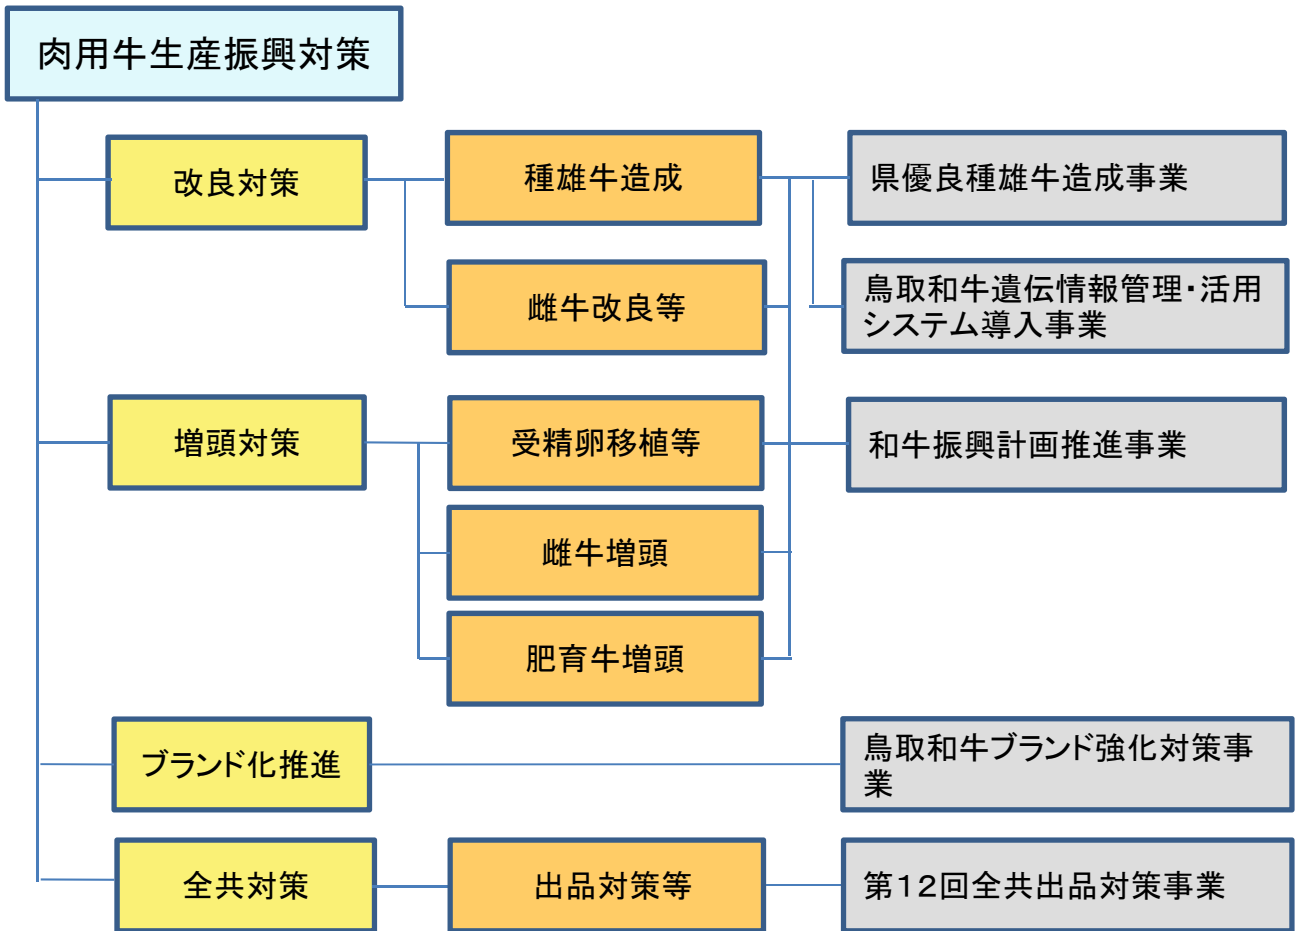 肉用牛生産振興対策
改良対策
種雄牛造成
県優良種雄牛造成事業
雌牛改良等
鳥取和牛遺伝情報管理・活用
システム導入事業
増頭対策
受精卵移植等
和牛振興計画推進事業
雌牛増頭
肥育牛増頭
ブランド化推進
鳥取和牛ブランド強化対策事
業
全共対策
出品対策等
第１２回全共出品対策事業